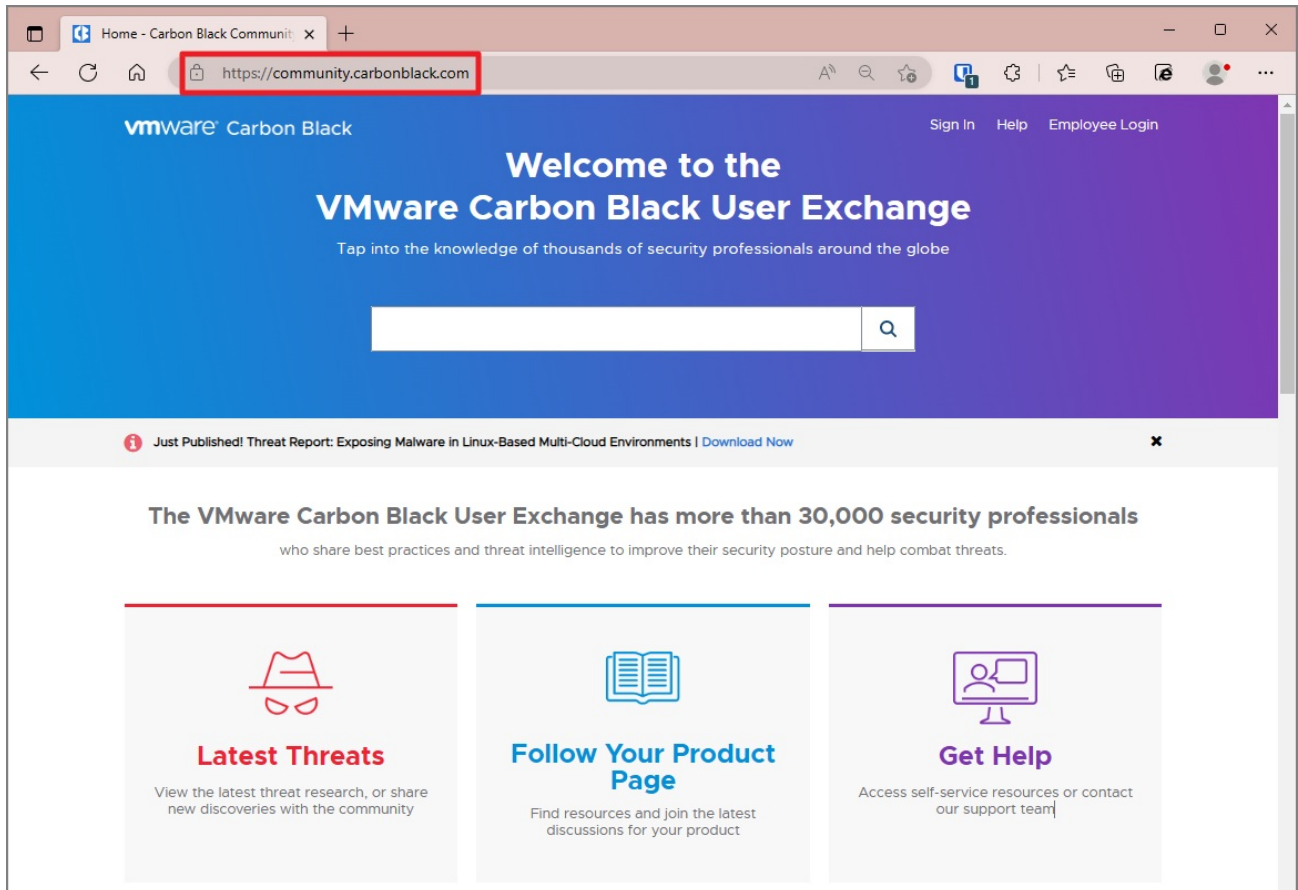 Home - Carbon Black Communit
https://community.carbonblack.com
1
vmware® Carbon Black
Sign In Help Employee Login
Welcome to the
VMware Carbon Black User Exchange
Tap into the knowledge of thousands of security professionals around the globe
Just Published! Threat Report: Exposing Malware in Linux-Based Multi-Cloud Environments | Download Now
The VMware Carbon Black User Exchange has more than 30,000 security professionals
who share best practices and threat intelligence to improve their security posture and help combat threats.
Latest Threats
View the latest threat research, or share
new discoveries with the community
Follow Your Product
Page
Find resources and join the latest
discussions for your product
Get Help
Access self-service resources or contact
our support team